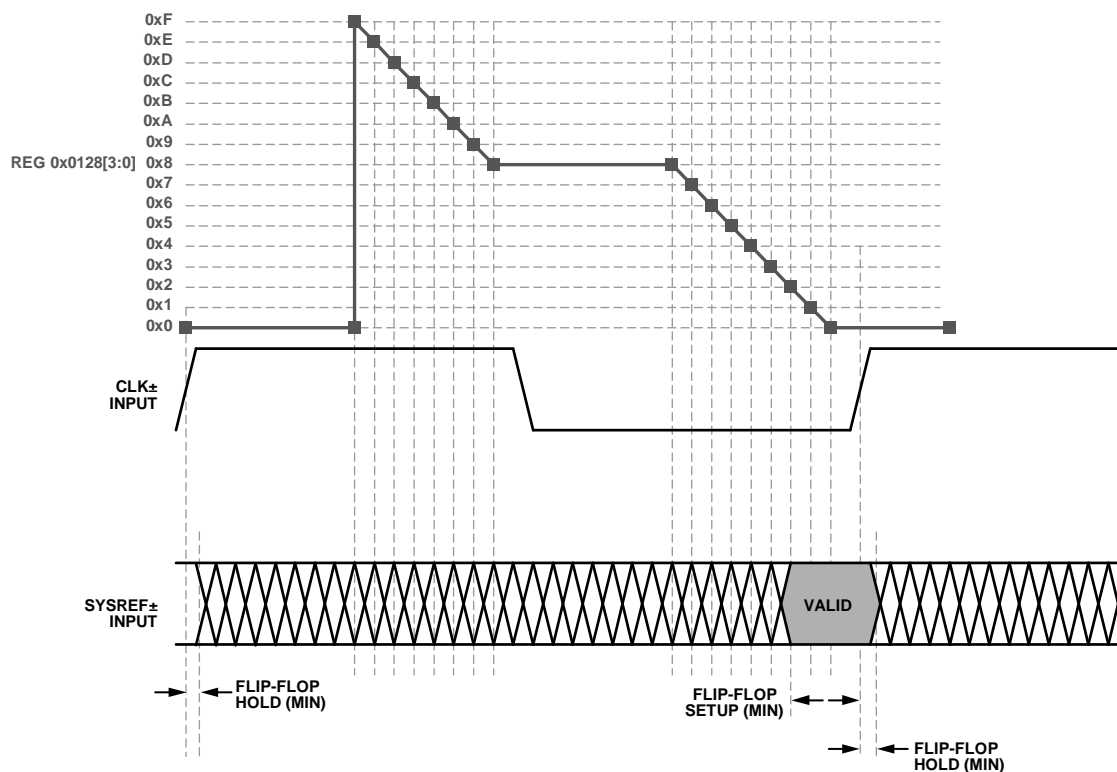 0xF
0xE
0xD
0xC
0xB
0xA
0x9
REG 0x0128[3:0] 0x8
0x7
0x6
0x5
0x4
0x3
0x2
0x1
0x0
CLK±
INPUT
SYSREF±
INPUT
VALID
FLIP-FLOP
HOLD (MIN)
FLIP-FLOP
SETUP (MIN)
FLIP-FLOP
HOLD (MIN)